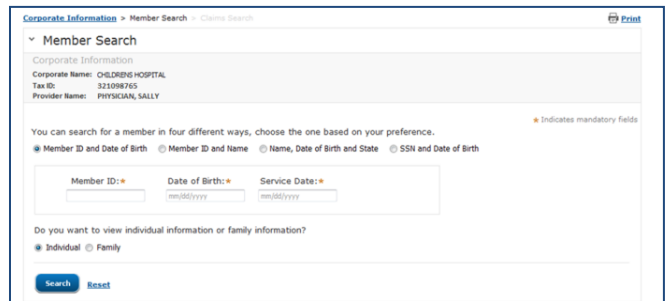 Corporate Information > Member Search > Claims Search
Print
Member Search
Corporate Information
Corporate Name: CHILDRENS HOSPITAL
Tax ID: 321098765
Provider Name: PHYSICIAN, SALLY
* Indicates mandatory fields
You can search for a member in four different ways, choose the one based on your preference.
Member ID and Date of Birth Member ID and Name Name, Date of Birth and State SSN and Date of Birth
Member ID:* Date of Birth:* Service Date:*
mm/dd/yyyy mm/dd/yyyy
Do you want to view individual information or family information?
Individual Family
Search Reset